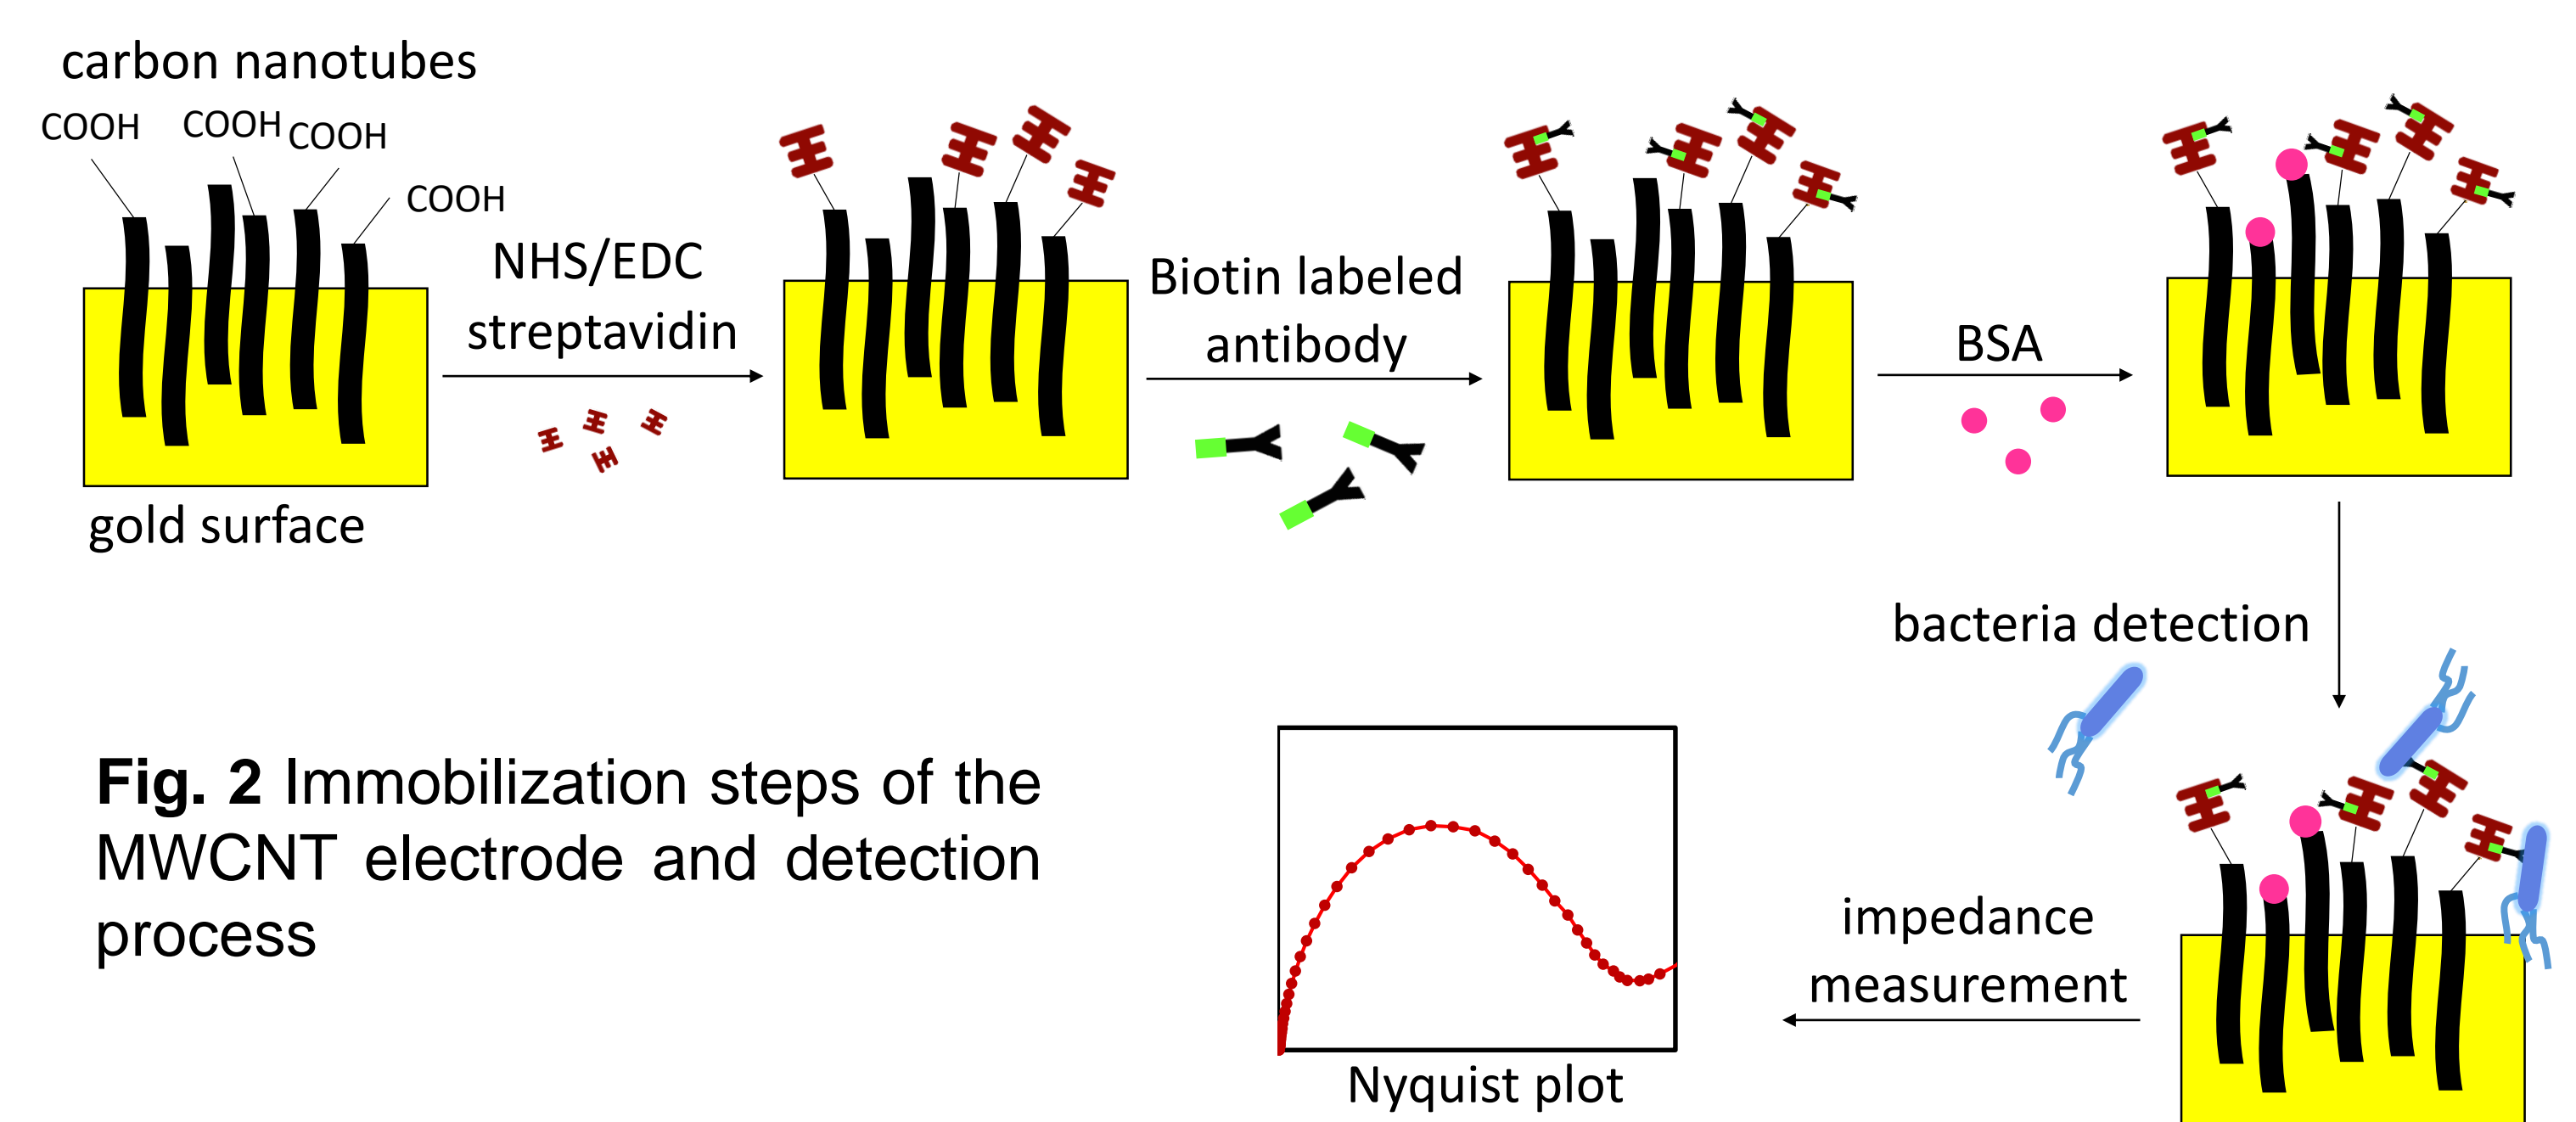 carbon nanotubes
COOH
COOH
COOH
COOH
gold surface
NHS/EDC
streptavidin
Biotin labeled
antibody
BSA
bacteria detection
impedance
measurement
Nyquist plot
Fig. 2 Immobilization steps of the
MWCNT electrode and detection
process